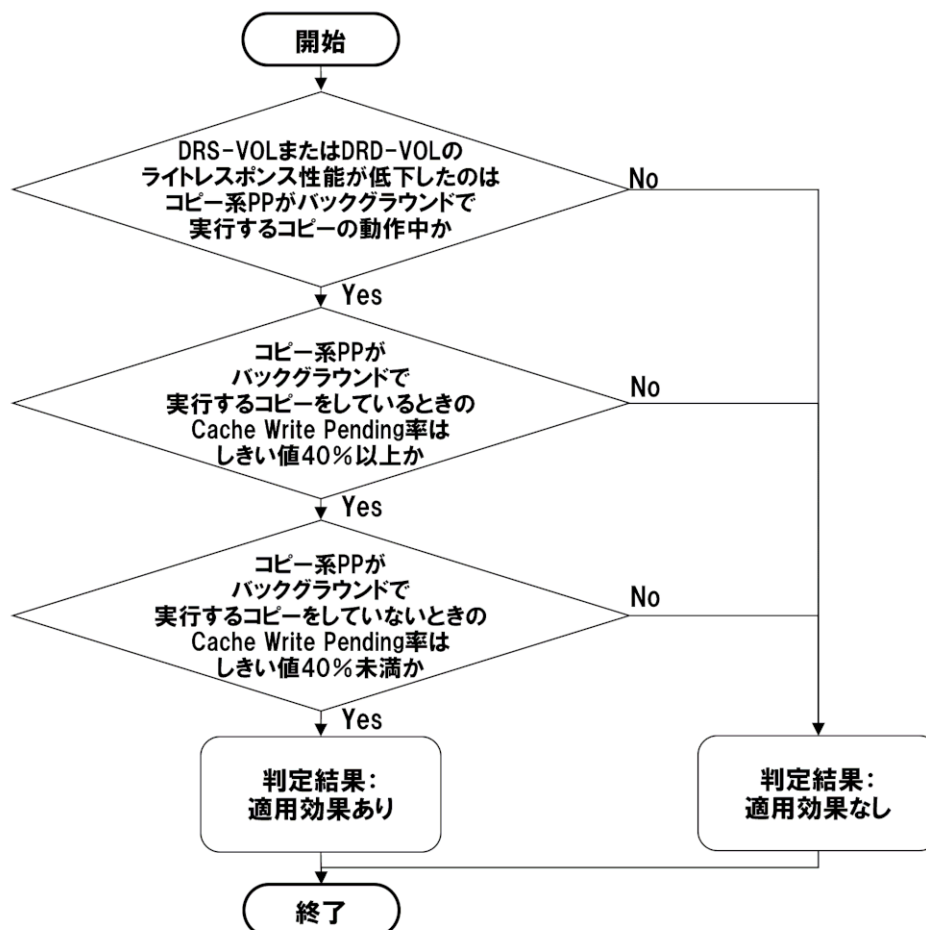 開始
DRS-VOLまたはDRD-VOLの
ライトレスポンス性能が低下したのは
コピー系PPがバックグラウンドで
実行するコピーの動作中か
No
Yes
コピー系PPが
バックグラウンドで
実行するコピーをしているときの
Cache Write Pending率は
しきい値40%以上か
No
Yes
コピー系PPが
バックグラウンドで
実行するコピーをしていないときの
Cache Write Pending率は
しきい値40%未満か
No
Yes
判定結果:
適用効果あり
判定結果:
適用効果なし
終了